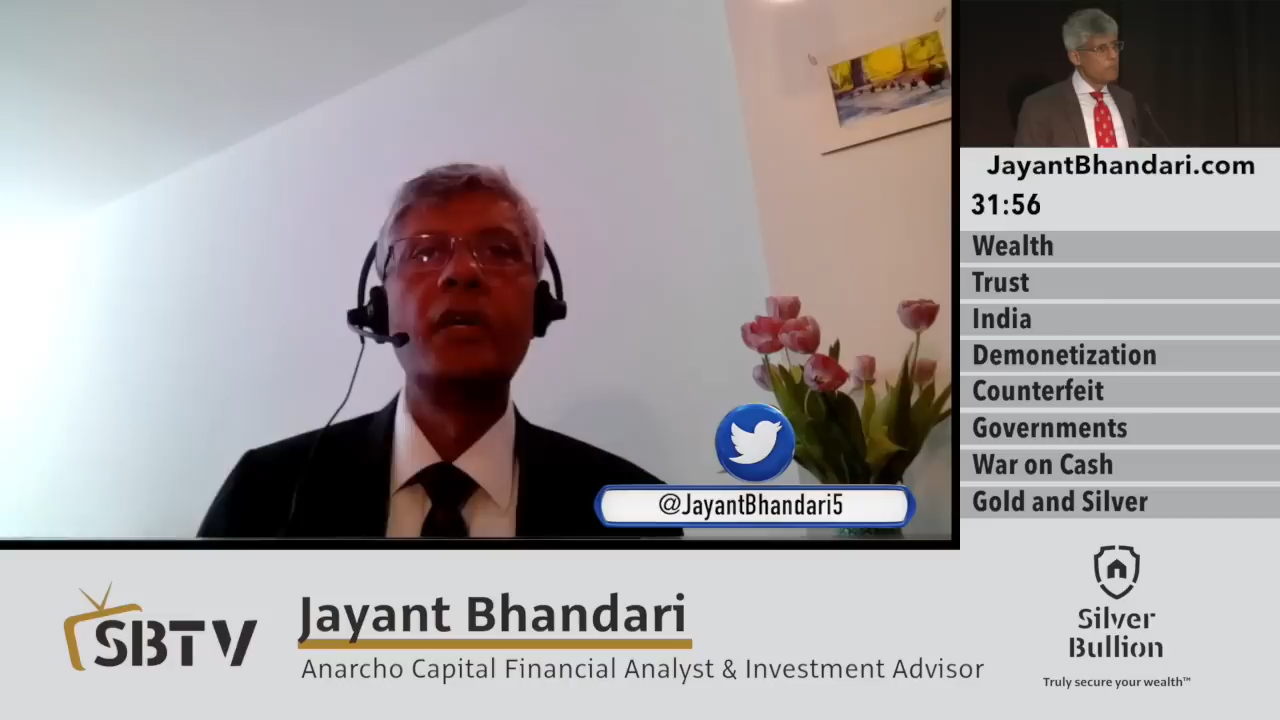 JayantBhandari.com
31:56
Wealth
Trust
India
Demonetization
Counterfeit
Governments
War on Cash
Gold and Silver
@JayantBhandari5
SBTV
Jayant Bhandari
Anarcho Capital Financial Analyst & Investment Advisor
Silver
Bullion
Truly secure your wealth™